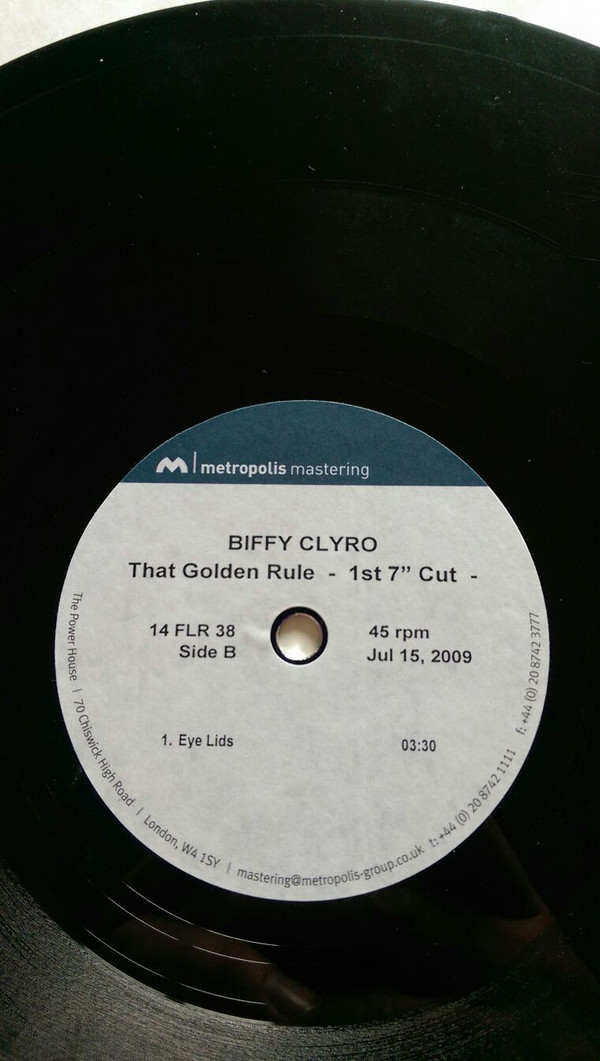 M | metropolis mastering
BIFFY CLYRO
That Golden Rule - 1st 7” Cut -
14 FLR 38
45 rpm
Side B
Jul 15, 2009
1. Eye Lids
03:30
The Power House | 70 Chiswick High Road | London, W4 1SY | mastering@metropolis-group.co.uk t: +44 (0) 20 8742 1111 f: +44 (0) 20 8742 3777